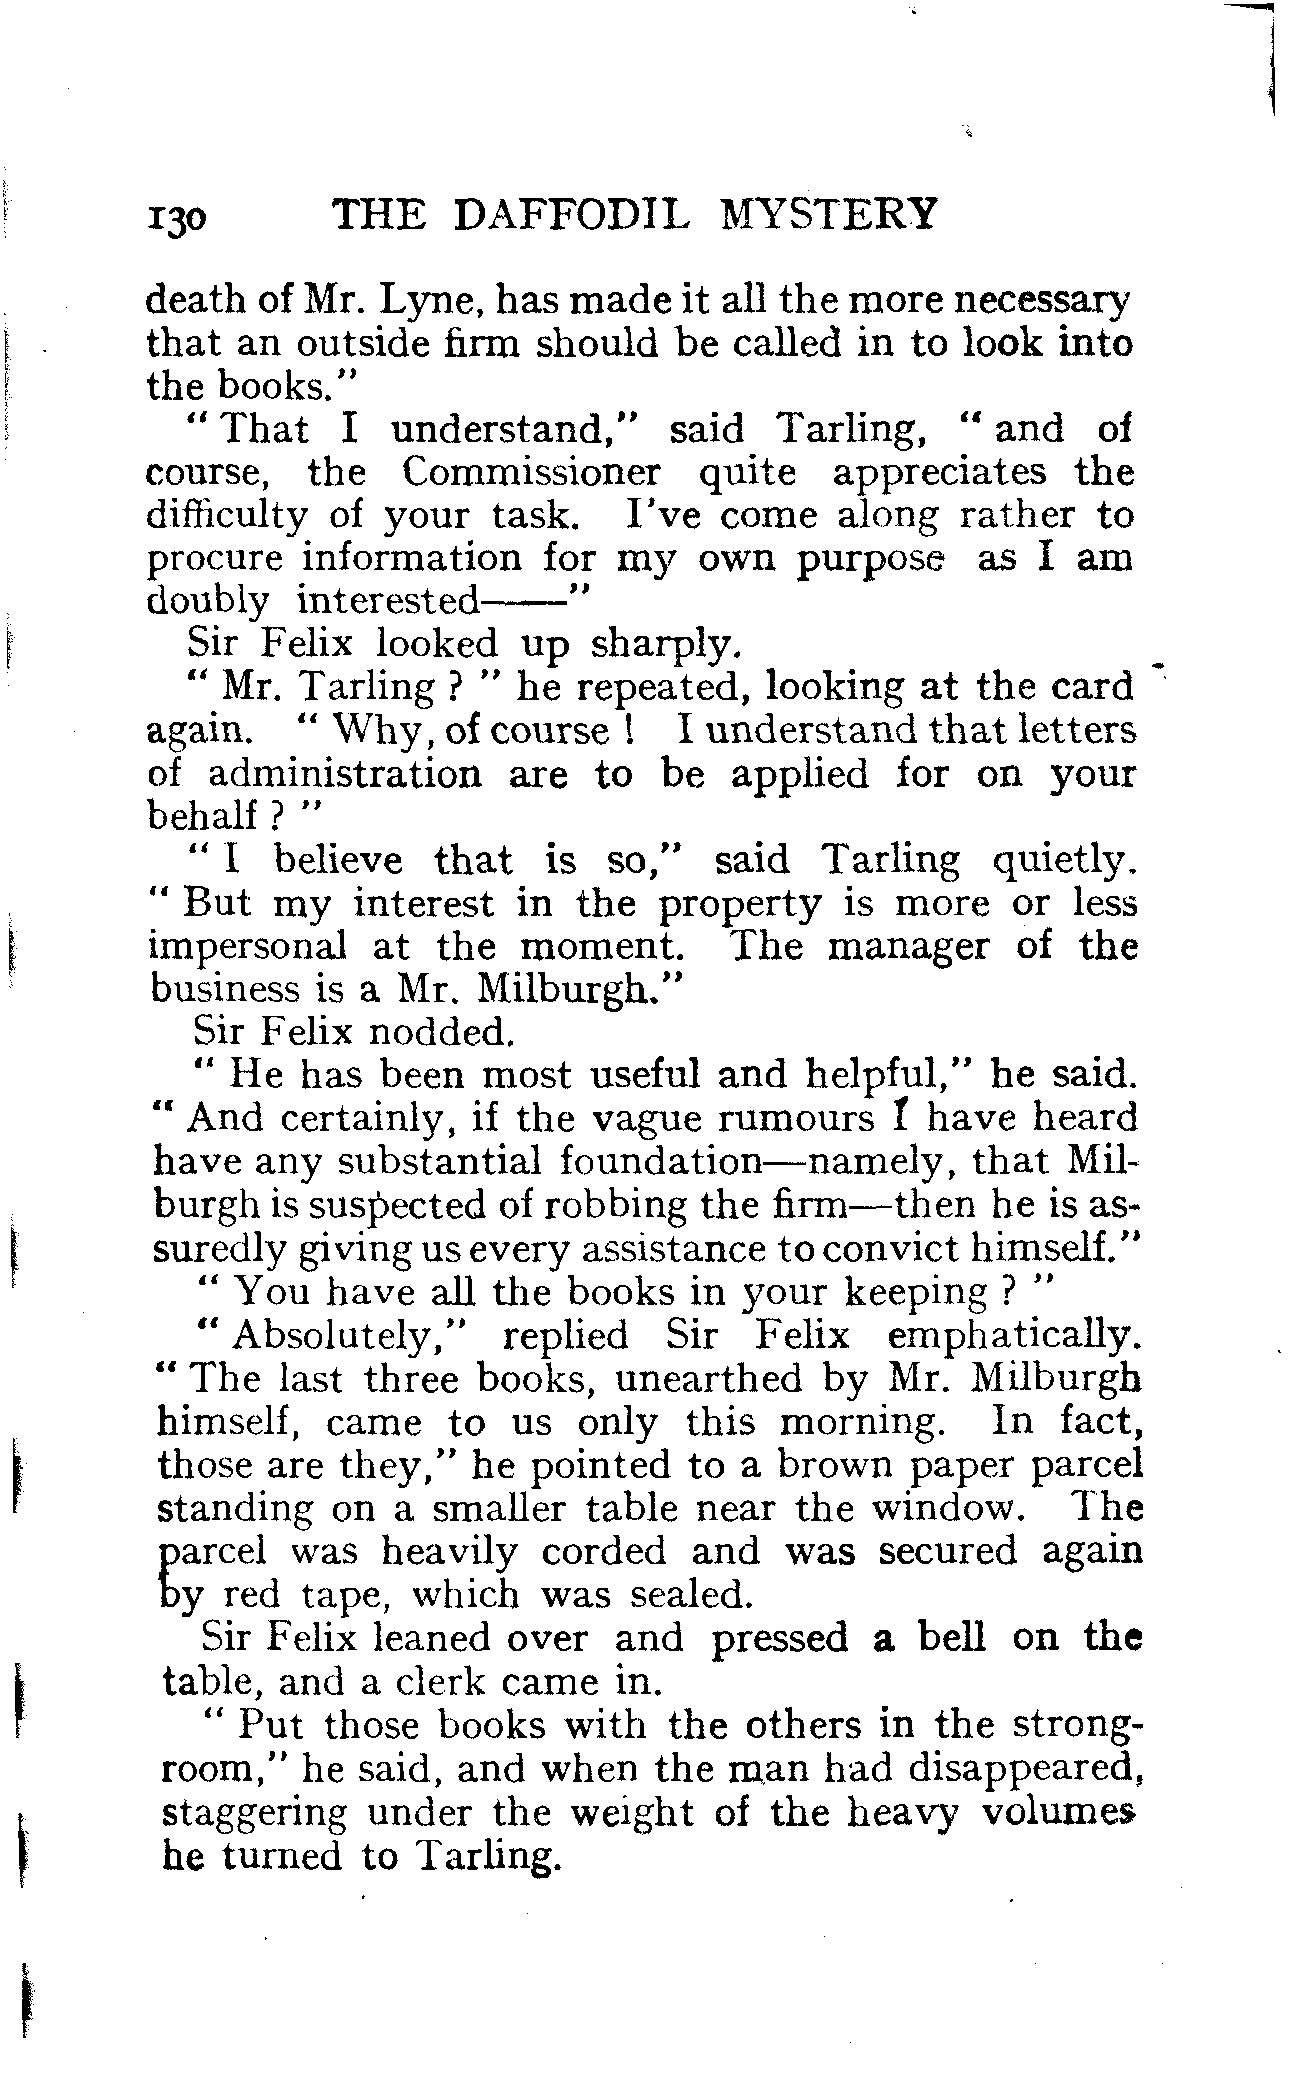 130 THE DAFFODIL MYSTERY
death of Mr. Lyne, has made it all the more necessary
that an outside firm should be called in to look into
the books."
" That I understand," said Tarling, " and of
course, the Commissioner quite appreciates the
difficulty of your task. I've come along rather to
procure information for my own purpose as I am
doubly interested——"
Sir Felix looked up sharply.
" Mr. Tarling ? " he repeated, looking at the card
again. " Why, of course ! I understand that letters
of administration are to be applied for on your
behalf ? "
" I believe that is so," said Tarling quietly.
" But my interest in the property is more or less
impersonal at the moment. The manager of the
business is a Mr. Milburgh."
Sir Felix nodded.
" He has been most useful and helpful," he said.
" And certainly, if the vague rumours I have heard
have any substantial foundation—namely, that Mil-
burgh is suspected of robbing the firm—then he is as-
suredly giving us every assistance to convict himself."
" You have all the books in your keeping ? "
" Absolutely," replied Sir Felix emphatically.
" The last three books, unearthed by Mr. Milburgh
himself, came to us only this morning. In fact,
those are they," he pointed to a brown paper parcel
standing on a smaller table near the window. The
parcel was heavily corded and was secured again
by red tape, which was sealed.
Sir Felix leaned over and pressed a bell on the
table, and a clerk came in.
" Put those books with the others in the strong-
room," he said, and when the man had disappeared,
staggering under the weight of the heavy volumes
he turned to Tarling.